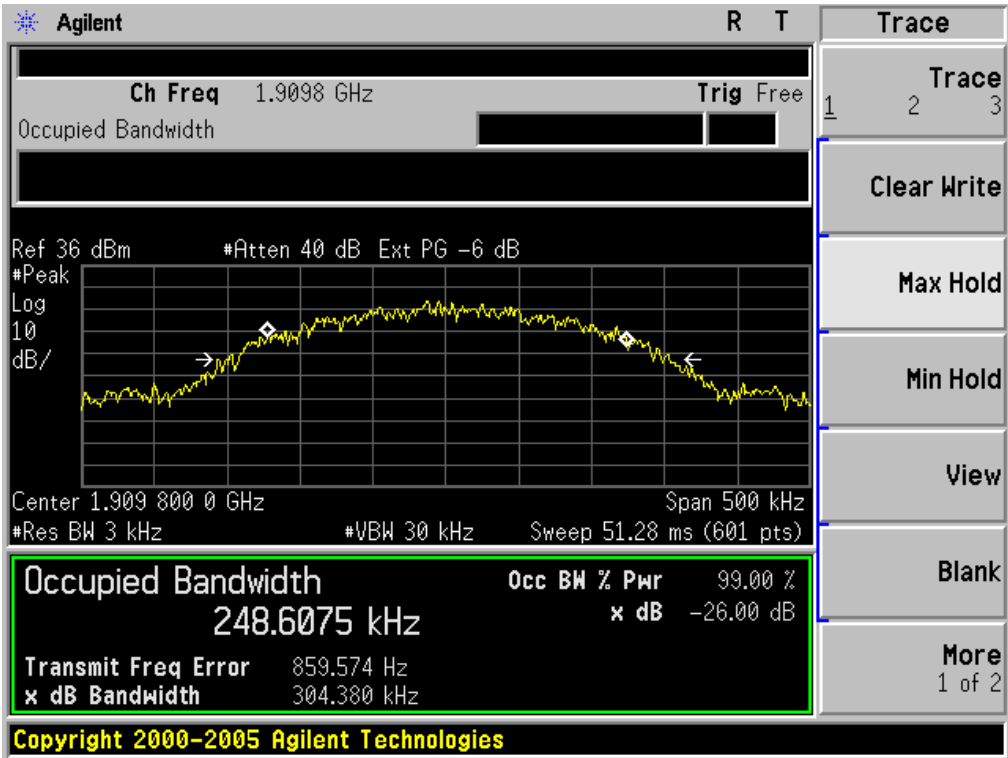 Agilent R T
Ch Freq 1.9098 GHz Trig Free
Occupied Bandwidth
Ref 36 dBm #Atten 40 dB Ext PG -6 dB
#Peak
Log
10
dB/
Center 1.909 800 0 GHz Span 500 kHz
#Res BW 3 kHz #VBW 30 kHz Sweep 51.28 ms (601 pts)
Occupied Bandwidth Occ BW % Pwr 99.00 %
248.6075 kHz x dB -26.00 dB
Transmit Freq Error 859.574 Hz
x dB Bandwidth 304.380 kHz
Copyright 2000-2005 Agilent Technologies
Trace
Trace
1 2 3
Clear Write
Max Hold
Min Hold
View
Blank
More
1 of 2